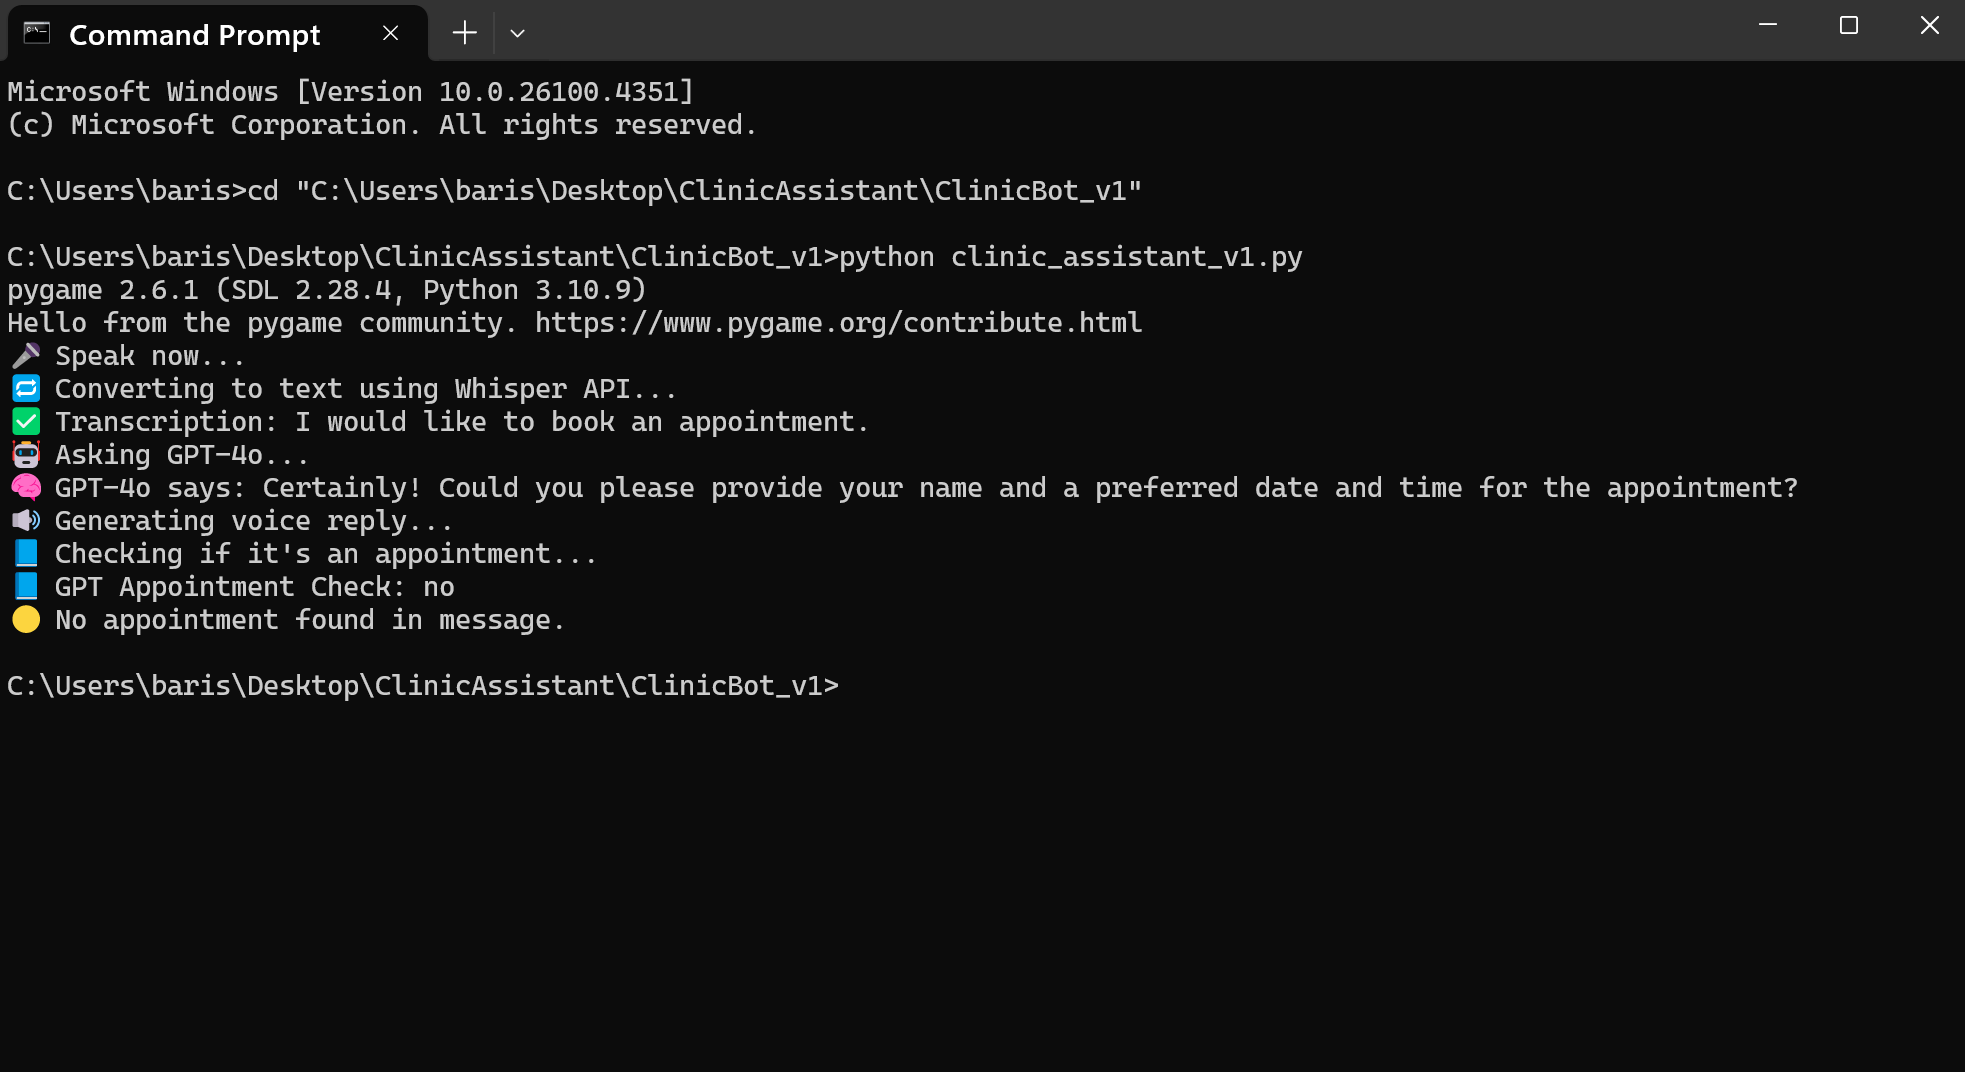 Command Prompt
Microsoft Windows [Version 10.0.26100.4351]
(c) Microsoft Corporation. All rights reserved.
C:\Users\baris>cd "C:\Users\baris\Desktop\ClinicAssistant\ClinicBot_v1"
C:\Users\baris\Desktop\ClinicAssistant\ClinicBot_v1>python clinic_assistant_v1.py
pygame 2.6.1 (SDL 2.28.4, Python 3.10.9)
Hello from the pygame community. https://www.pygame.org/contribute.html
🎤 Speak now...
🔁 Converting to text using Whisper API...
✅ Transcription: I would like to book an appointment.
🤖 Asking GPT-4o...
🧠 GPT-4o says: Certainly! Could you please provide your name and a preferred date and time for the appointment?
🔊 Generating voice reply...
📘 Checking if it's an appointment...
📘 GPT Appointment Check: no
🟡 No appointment found in message.
C:\Users\baris\Desktop\ClinicAssistant\ClinicBot_v1>